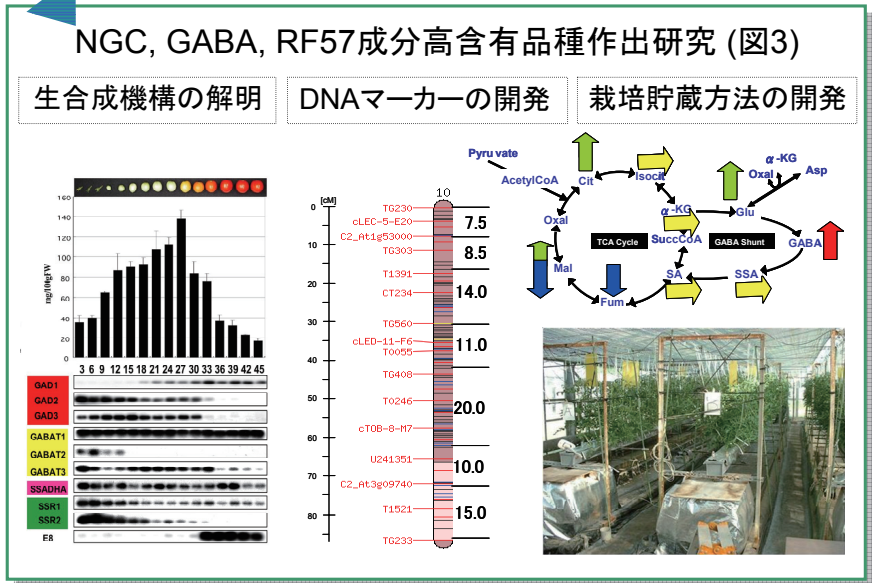 NGC, GABA, RF57成分高含有品種作出研究 (図3)
生合成機構の解明
DNAマーカーの開発
栽培貯蔵方法の開発
160
140
120
100
80
60
40
20
0
mg/100gFW
3 6 9 12 15 18 21 24 27 30 33 36 39 42 45
GAD1
GAD2
GAD3
GABAT1
GABAT2
GABAT3
SSADHA
SSR1
SSR2
E8
[cM]
0
10
20
30
40
50
60
70
80
10
TG230
cLEC-5-E20
C2_At1g53000
TG303
T1391
CT234
TG560
cLED-11-F6
T0055
TG408
T0246
cTOB-8-M7
U241351
C2_At3g09740
T1521
TG233
7.5
8.5
14.0
11.0
20.0
10.0
15.0
Pyruvate
AcetylCoA
Cit
Isocit
α-KG
Oxal
Asp
Oxal
α-KG
Glu
TCA Cycle
SuccCoA
GABA Shunt
GABA
Mal
SA
SSA
Fum